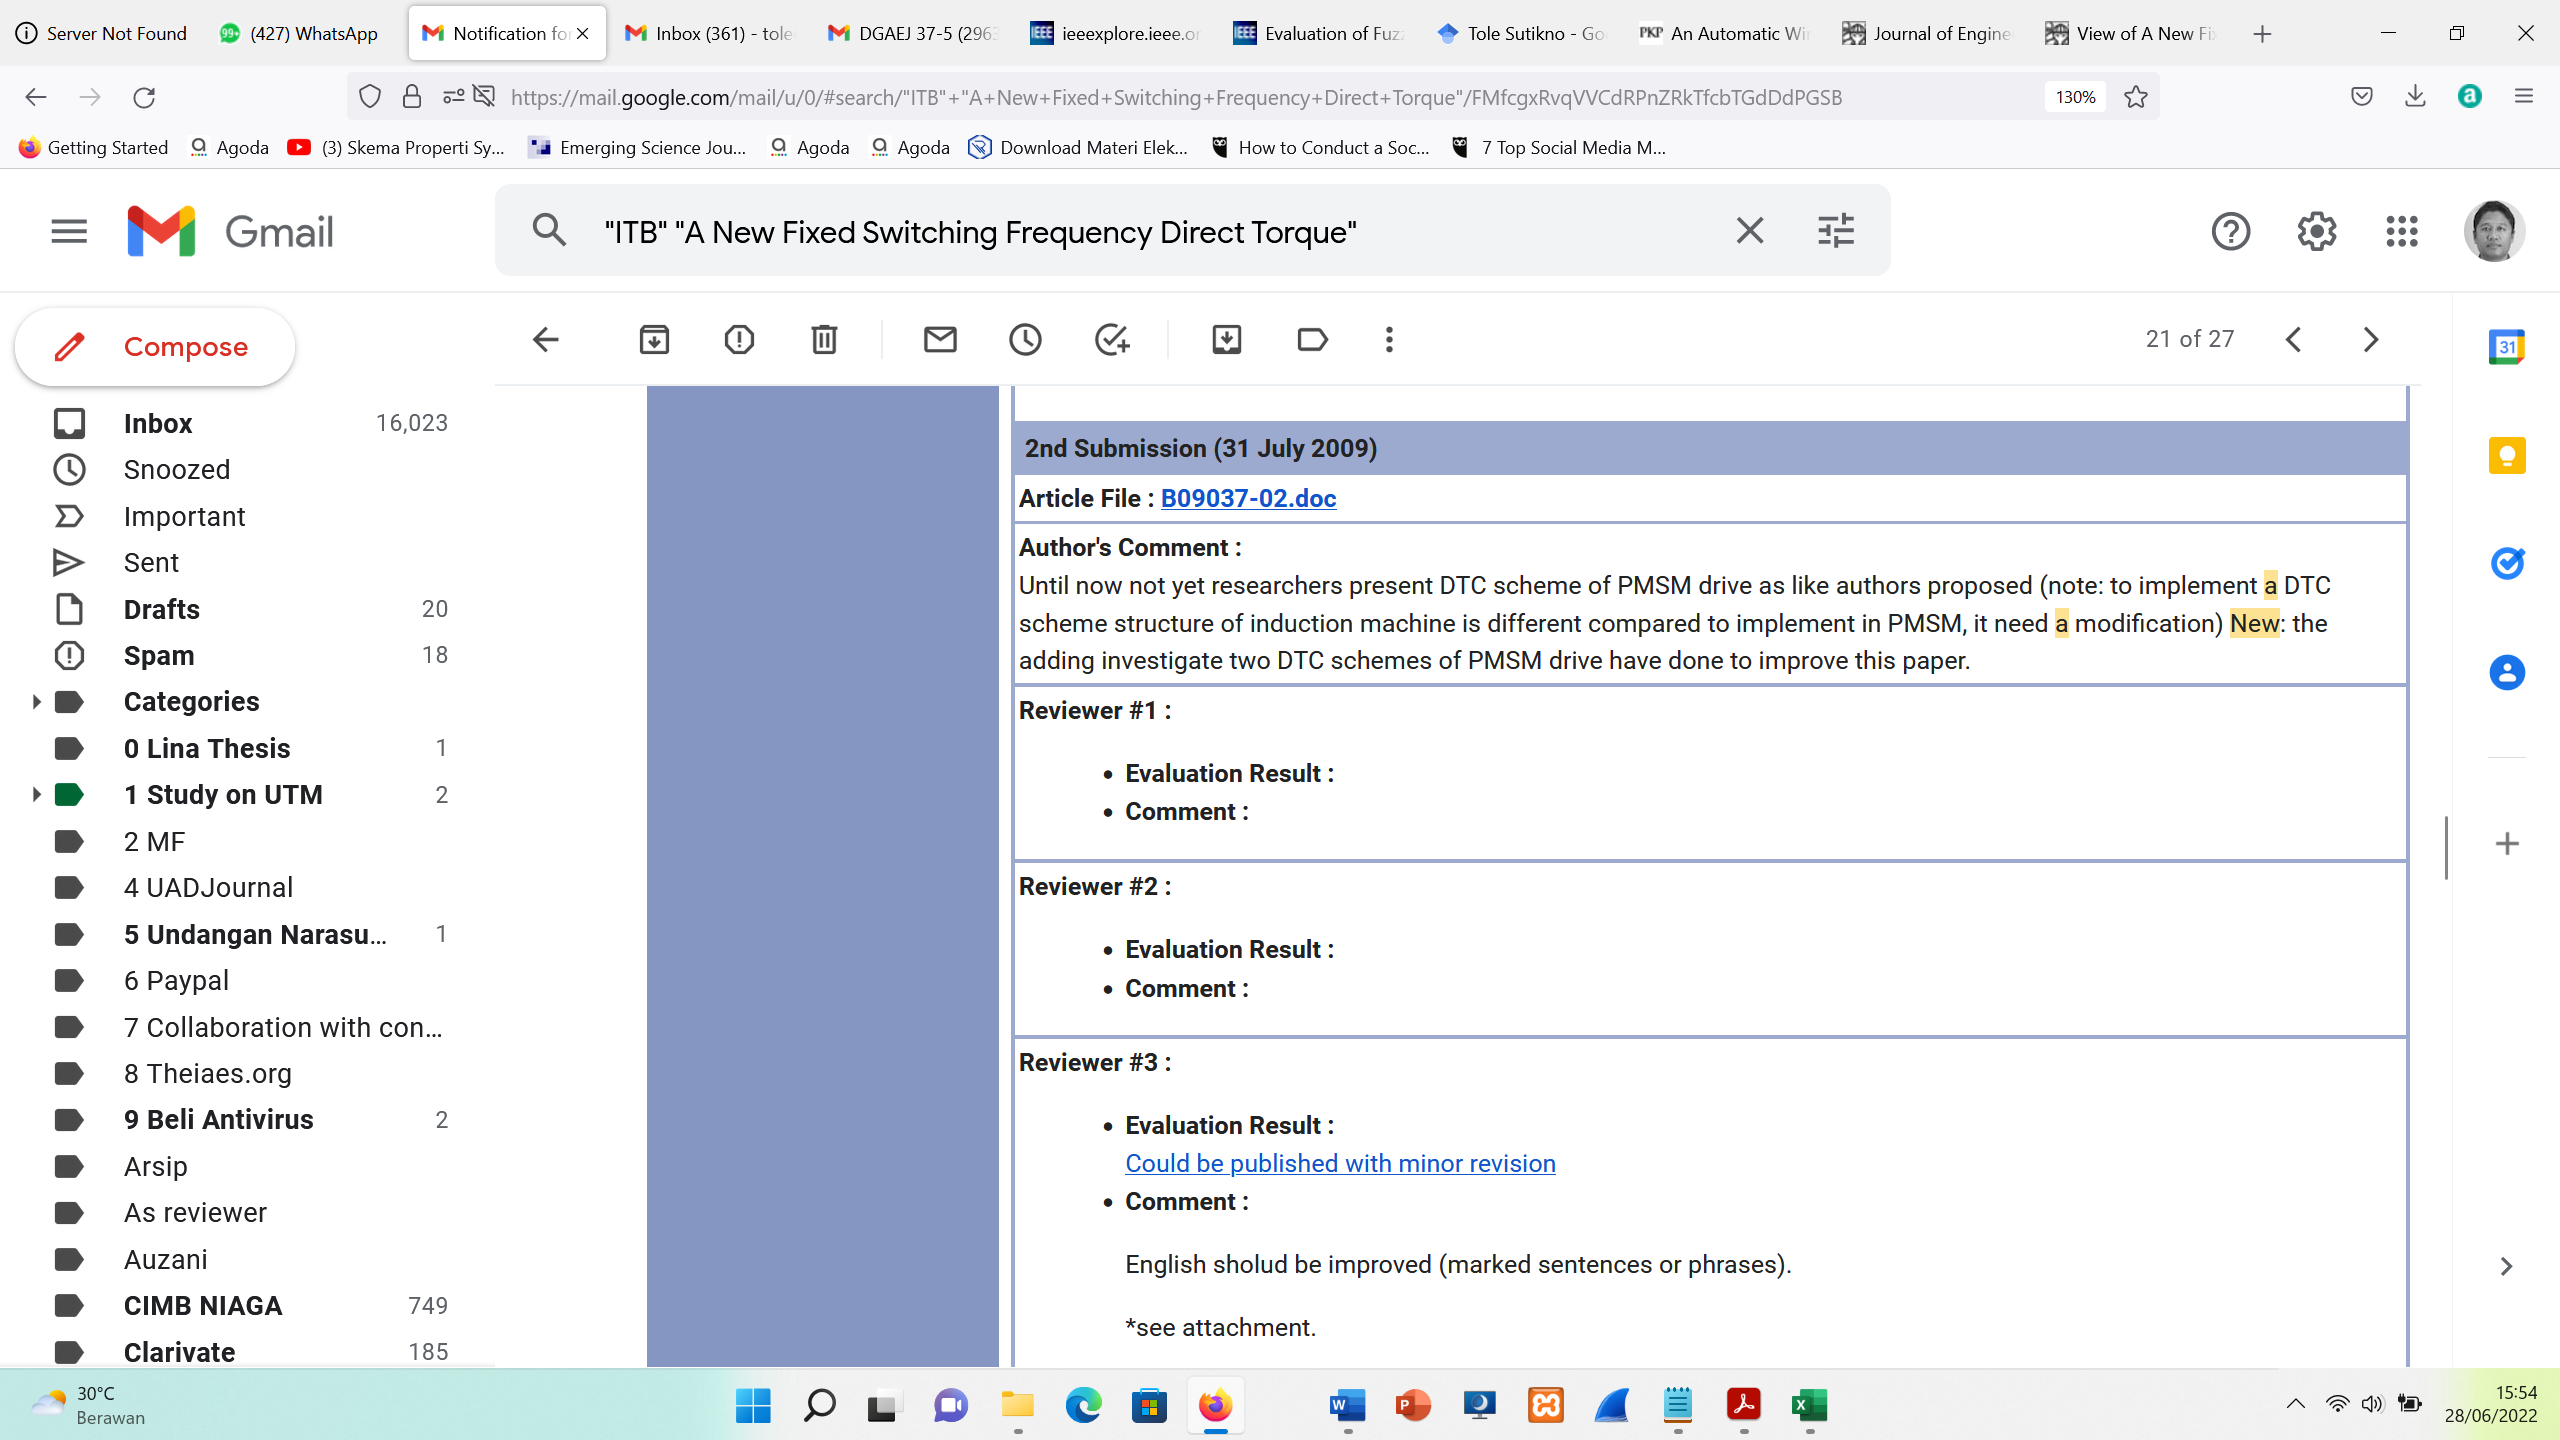 Server Not Found
(427) WhatsApp
Notification fo
Inbox (361) - tole
DGAEJ 37-5 (2963
ieeexplore.ieee.or
Evaluation of Fuz
Tole Sutikno - Go
An Automatic Wi
Journal of Engine
View of A New Fi
https://mail.google.com/mail/u/0/#search/"ITB"+"A+New+Fixed+Switching+Frequency+Direct+Torque"/FMfcgxRvqVVCdRPnZRkTfcbTGdDdPGSB
130%
Getting Started
Agoda
(3) Skema Properti Sy...
Emerging Science Jou...
Agoda
Agoda
Download Materi Elek...
How to Conduct a Soc...
7 Top Social Media M...
Gmail
"ITB" "A New Fixed Switching Frequency Direct Torque"
Compose
21 of 27
Inbox 16,023
Snoozed
Important
Sent
Drafts 20
Spam 18
Categories
0 Lina Thesis 1
1 Study on UTM 2
2 MF
4 UADJournal
5 Undangan Narasu... 1
6 Paypal
7 Collaboration with con...
8 Theiaes.org
9 Beli Antivirus 2
Arsip
As reviewer
Auzani
CIMB NIAGA 749
Clarivate 185
2nd Submission (31 July 2009)
Article File : B09037-02.doc
Author's Comment :
Until now not yet researchers present DTC scheme of PMSM drive as like authors proposed (note: to implement a DTC
scheme structure of induction machine is different compared to implement in PMSM, it need a modification) New: the
adding investigate two DTC schemes of PMSM drive have done to improve this paper.
Reviewer #1 :
• Evaluation Result :
• Comment :
Reviewer #2 :
• Evaluation Result :
• Comment :
Reviewer #3 :
• Evaluation Result :
Could be published with minor revision
• Comment :
English sholud be improved (marked sentences or phrases).
*see attachment.
31
30°C
Berawan
15:54
28/06/2022